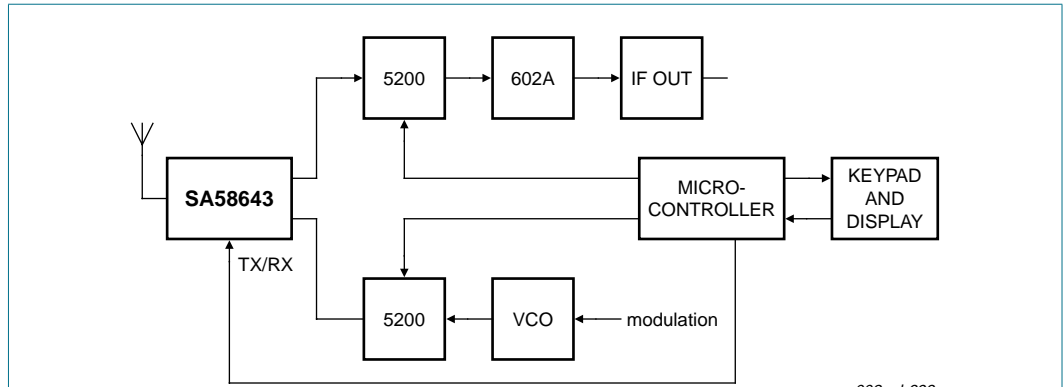 5200
602A
IF OUT
SA58643
MICRO-
CONTROLLER
KEYPAD
AND
DISPLAY
TX/RX
5200
VCO
modulation